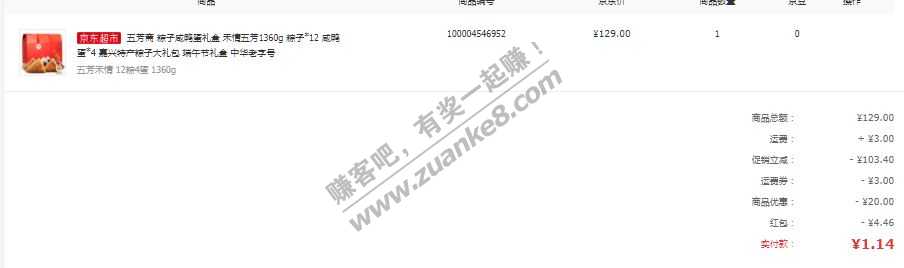 商品 商品编号 京东价 商品数量 京豆 操作
京东超市 五芳斋 粽子咸鸭蛋礼盒 禾情五芳1360g 粽子*12 咸鸭 100004546952 ¥129.00 1 0
蛋*4 嘉兴特产粽子大礼包 端午节礼盒 中华老字号
五芳禾情 12粽4蛋 1360g
赚客吧，有奖一起赚！
www.zuanke8.com
商品总额： ¥129.00
运费： + ¥3.00
促销立减： - ¥103.40
运费券： - ¥3.00
商品优惠： - ¥20.00
红包： - ¥4.46
实付款： ¥1.14